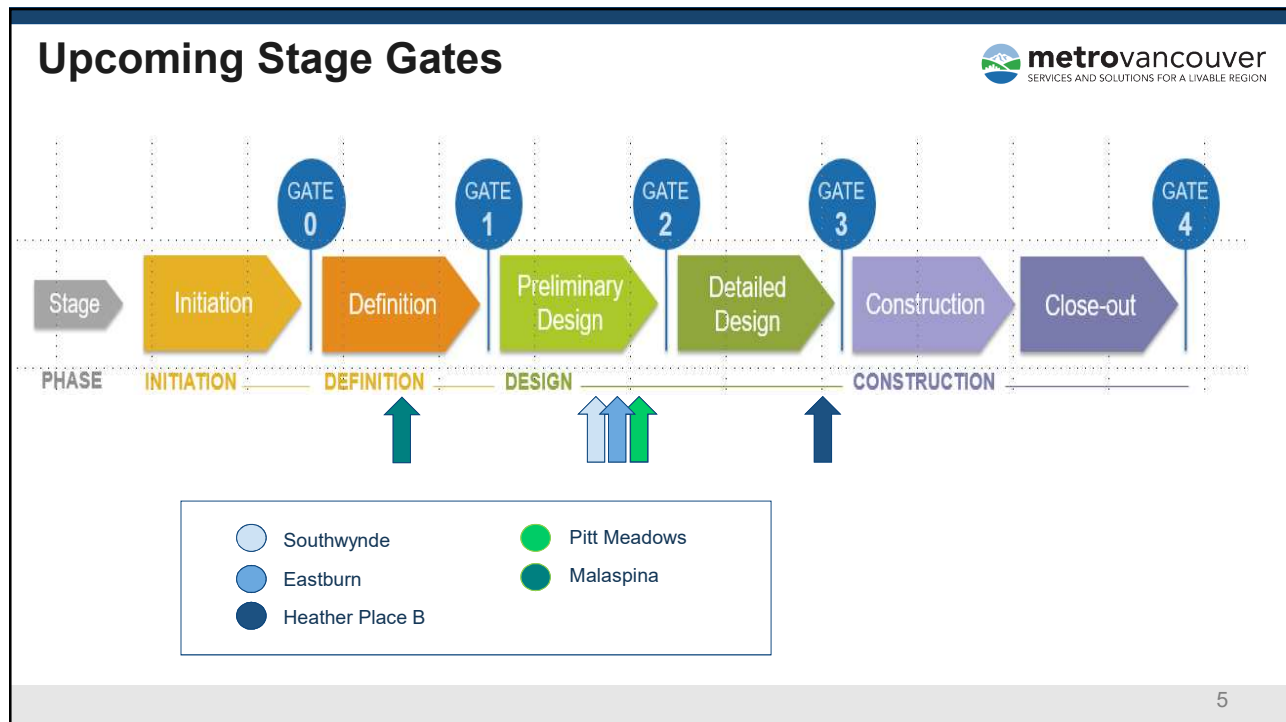 Upcoming Stage Gates
metrovancouver
SERVICES AND SOLUTIONS FOR A LIVABLE REGION
GATE
0
GATE
1
GATE
2
GATE
3
GATE
4
Stage
Initiation
Definition
Preliminary
Design
Detailed
Design
Construction
Close-out
PHASE
INITIATION
DEFINITION
DESIGN
CONSTRUCTION
Southwynde
Eastburn
Heather Place B
Pitt Meadows
Malaspina
5